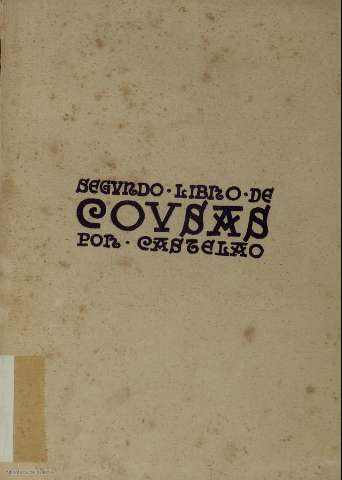 SEGVNDO · LIBRO · DE
COVSAS
POR · CASTELAO